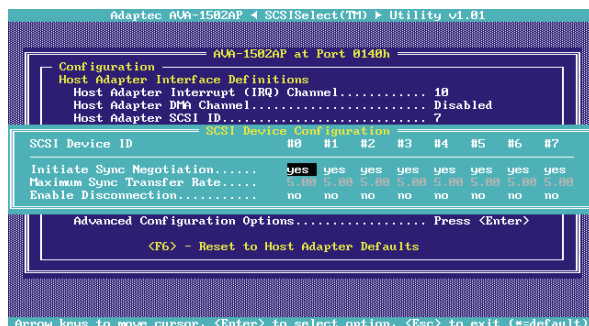 Adaptec AVA-1502AP ◄ SCSISelect(TM) ► Utility v1.01
AVA-1502AP at Port 0140h
Configuration
Host Adapter Interface Definitions
Host Adapter Interrupt (IRQ) Channel............ 10
Host Adapter DMA Channel........................ Disabled
Host Adapter SCSI ID............................ 7
SCSI Device Configuration
SCSI Device ID #0 #1 #2 #3 #4 #5 #6 #7
Initiate Sync Negotiation...... yes yes yes yes yes yes yes yes
Maximum Sync Transfer Rate..... 5.00 5.00 5.00 5.00 5.00 5.00 5.00 5.00
Enable Disconnection........... no no no no no no no no
Advanced Configuration Options.................. Press <Enter>
<F6> - Reset to Host Adapter Defaults
Arrow keys to move cursor, <Enter> to select option, <Esc> to exit (*=default)